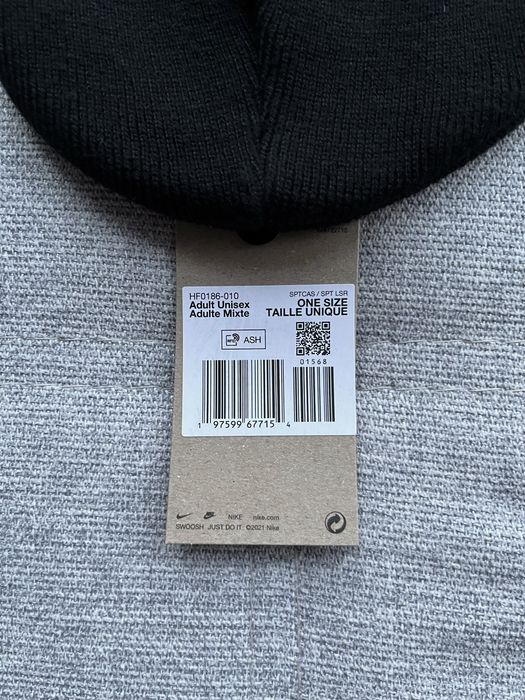 HF0186-010
Adult Unisex
Adulte Mixte
SPTCAS / SPT LSR
ONE SIZE
TAILLE UNIQUE
ASH
01568
1 97599 67715 4
NIKE nike.com
SWOOSH JUST DO IT ©2021 Nike